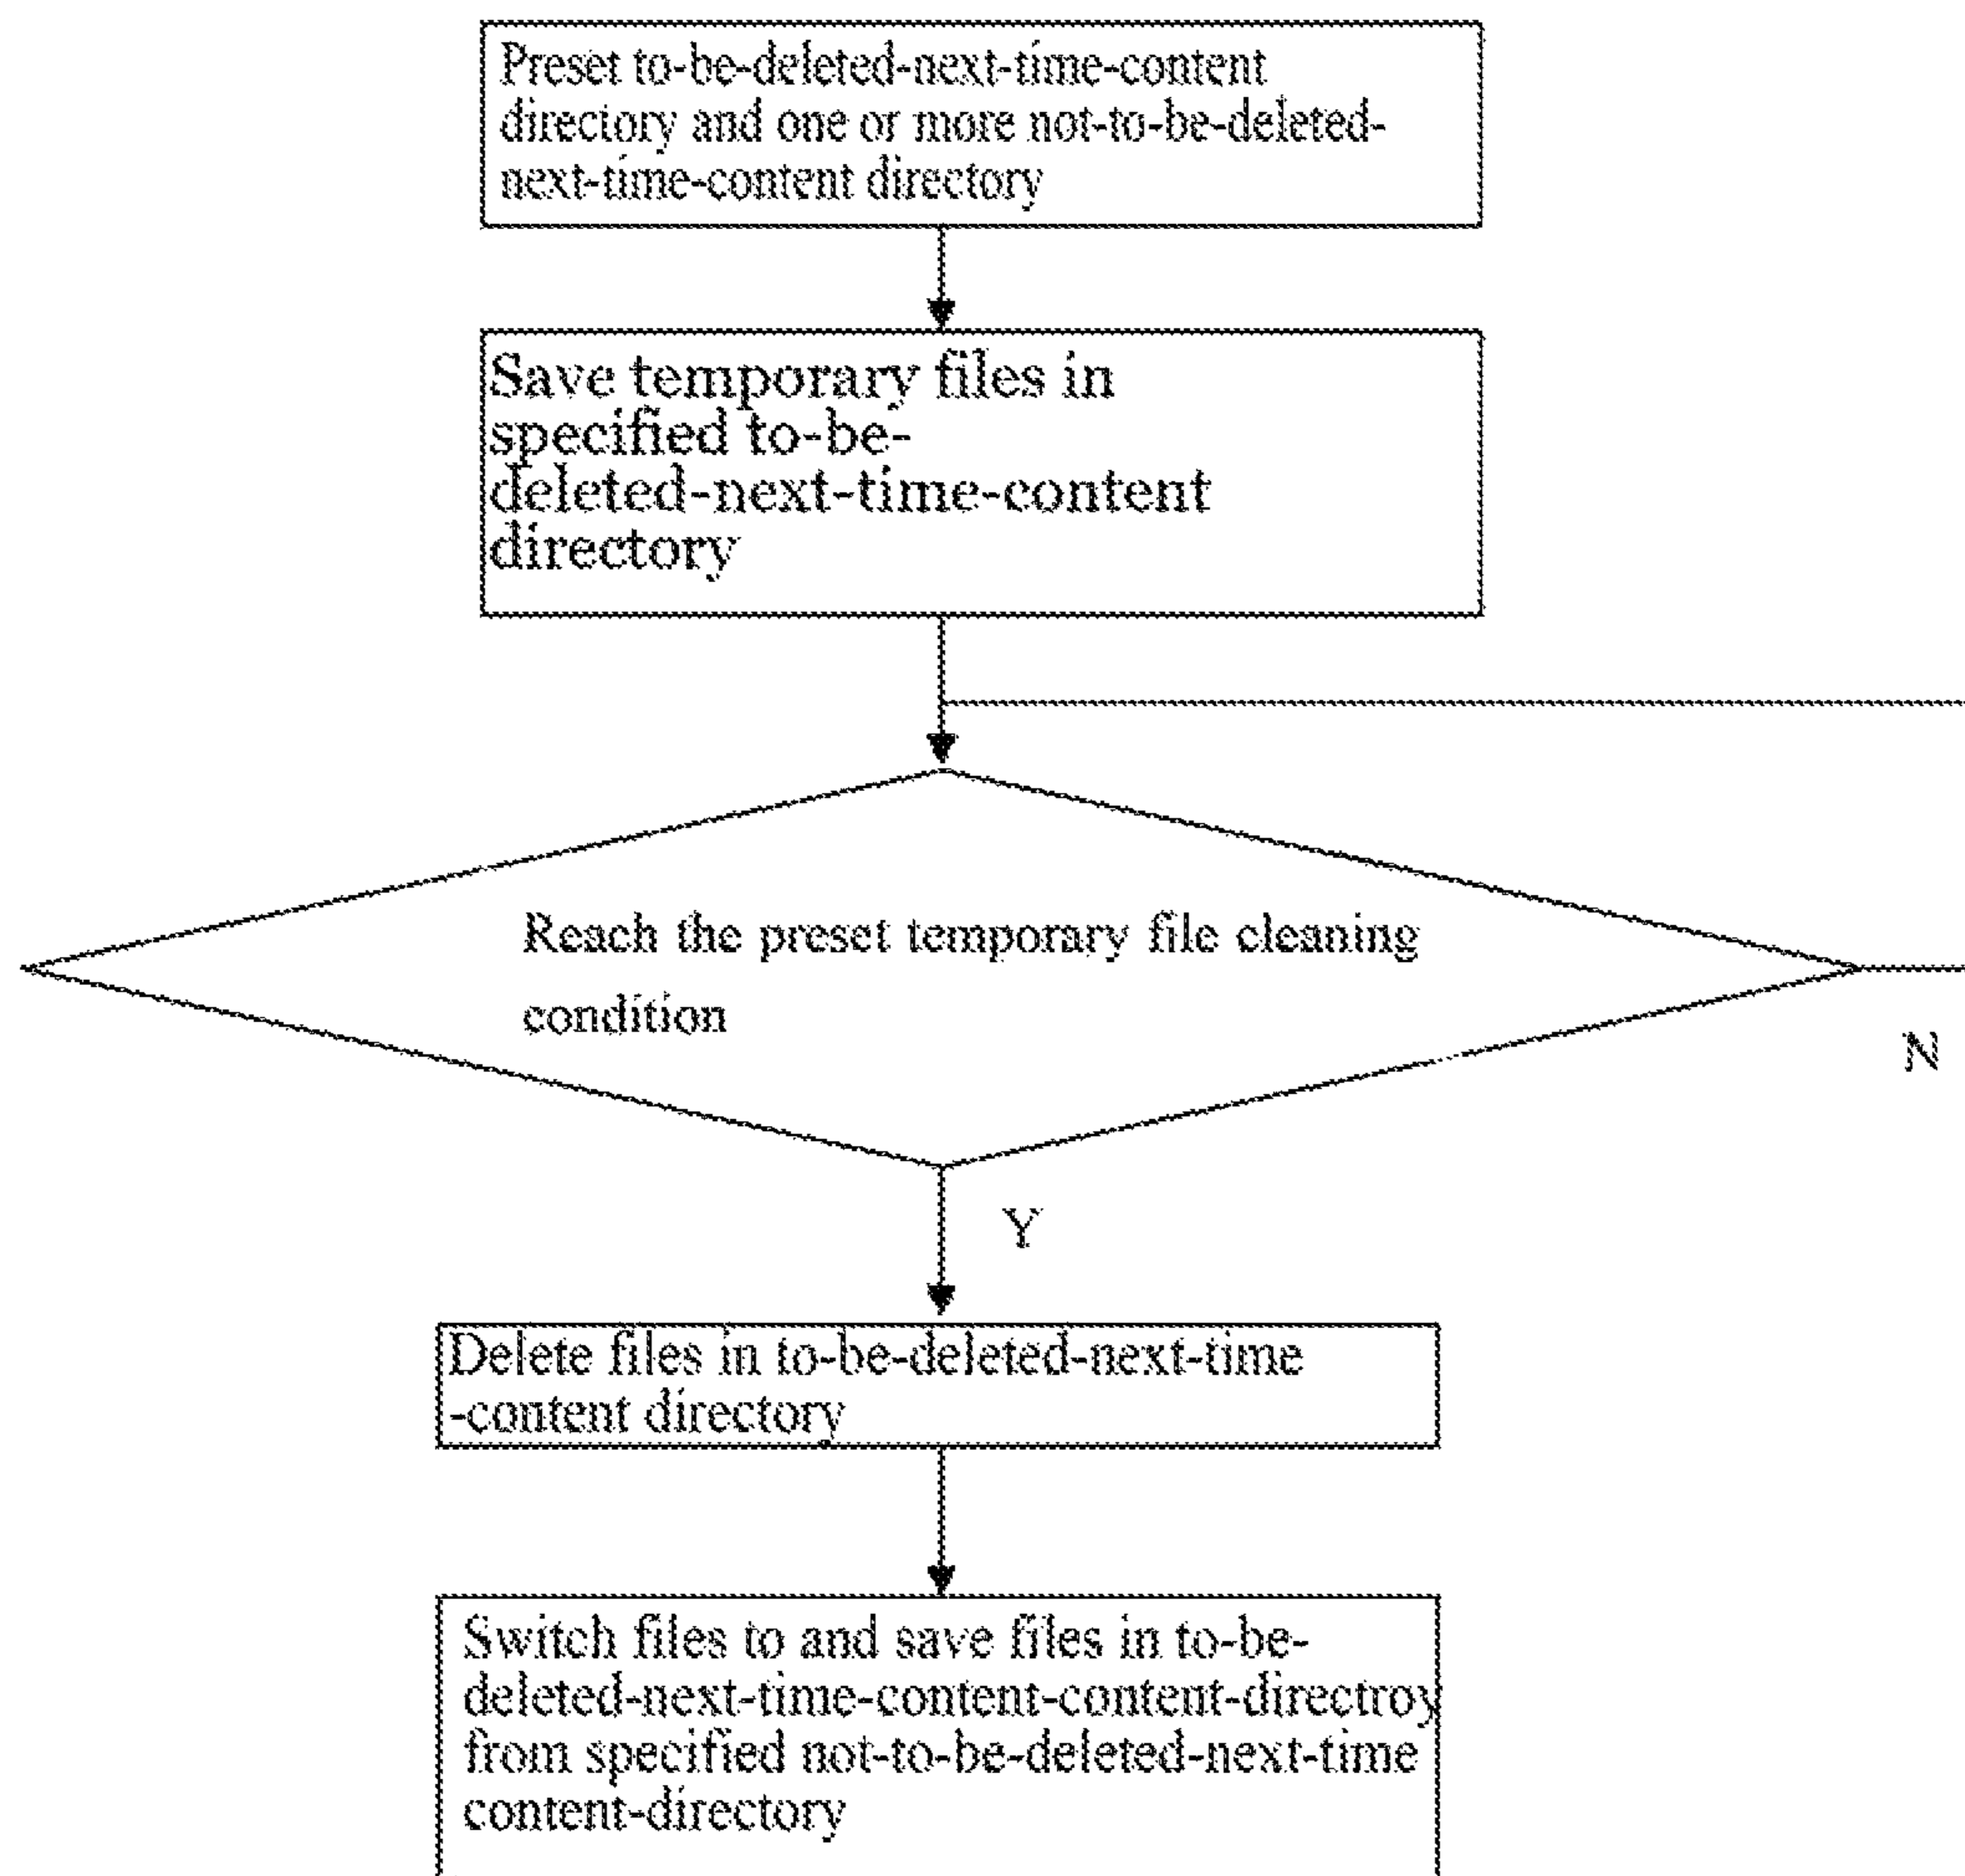 Preset to-be-deleted-next-time-content
directory and one or more not-to-be-deleted-
next-time-content directory
Save temporary files in
specified to-be-
deleted-next-time-content
directory
Reach the preset temporary file cleaning
condition
N
Y
Delete files in to-be-deleted-next-time
-content directory
Switch files to and save files in to-be-
deleted-next-time-content-content-directroy
from specified not-to-be-deleted-next-time
content-directory